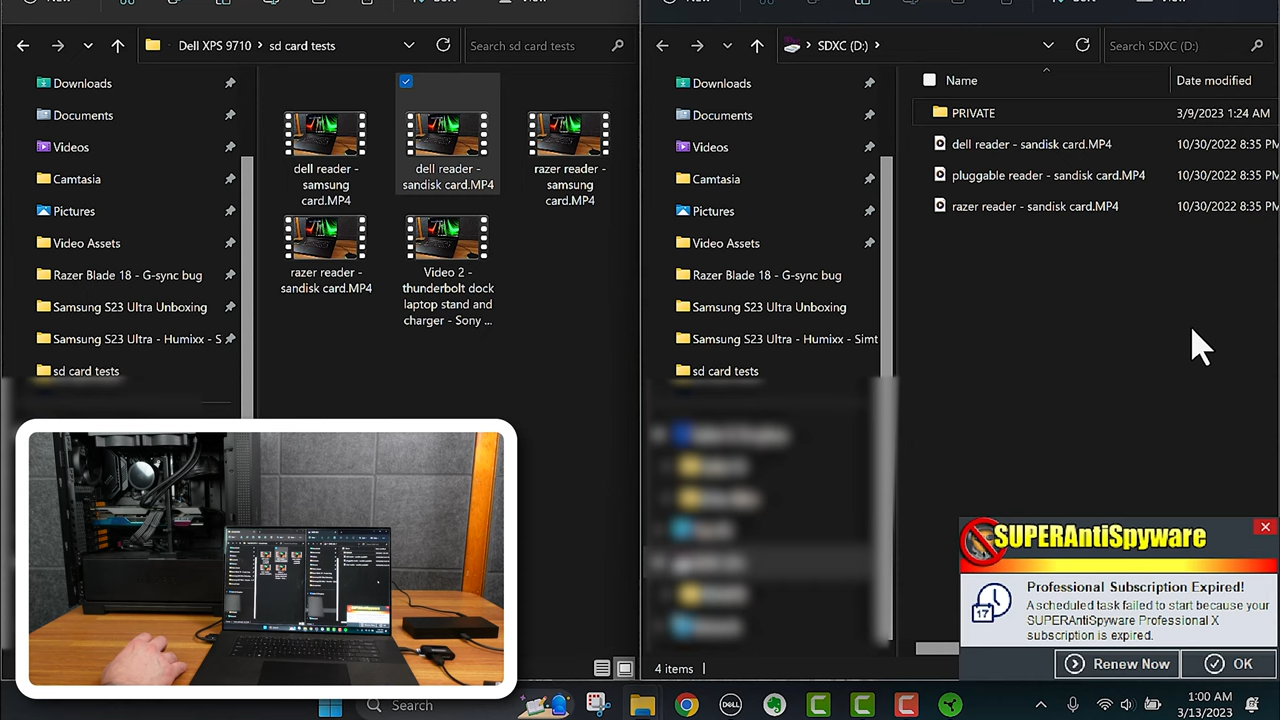 Dell XPS 9710 > sd card tests
Search sd card tests
SDXC (D:) >
Search SDXC (D:)
Downloads
Documents
Videos
Camtasia
Pictures
Video Assets
Razer Blade 18 - G-sync bug
Samsung S23 Ultra Unboxing
Samsung S23 Ultra - Humixx - S
sd card tests
dell reader -
samsung
card.MP4
dell reader -
sandisk card.MP4
razer reader -
samsung
card.MP4
razer reader -
sandisk card.MP4
Video 2 -
thunderbolt dock
laptop stand and
charger - Sony ...
Downloads
Documents
Videos
Camtasia
Pictures
Video Assets
Razer Blade 18 - G-sync bug
Samsung S23 Ultra Unboxing
Samsung S23 Ultra - Humixx - Simt
sd card tests
Name Date modified
PRIVATE 3/9/2023 1:24 AM
dell reader - sandisk card.MP4 10/30/2022 8:35 PM
pluggable reader - sandisk card.MP4 10/30/2022 8:35 PM
razer reader - sandisk card.MP4 10/30/2022 8:35 PM
SUPERAntiSpyware
17
Professional Subscription Expired!
A scheduled task failed to start because your
SUPERAntiSpyware Professional X
subscription is expired.
Renew Now OK
4 items
Search
DELL
1:00 AM
3/13/2023